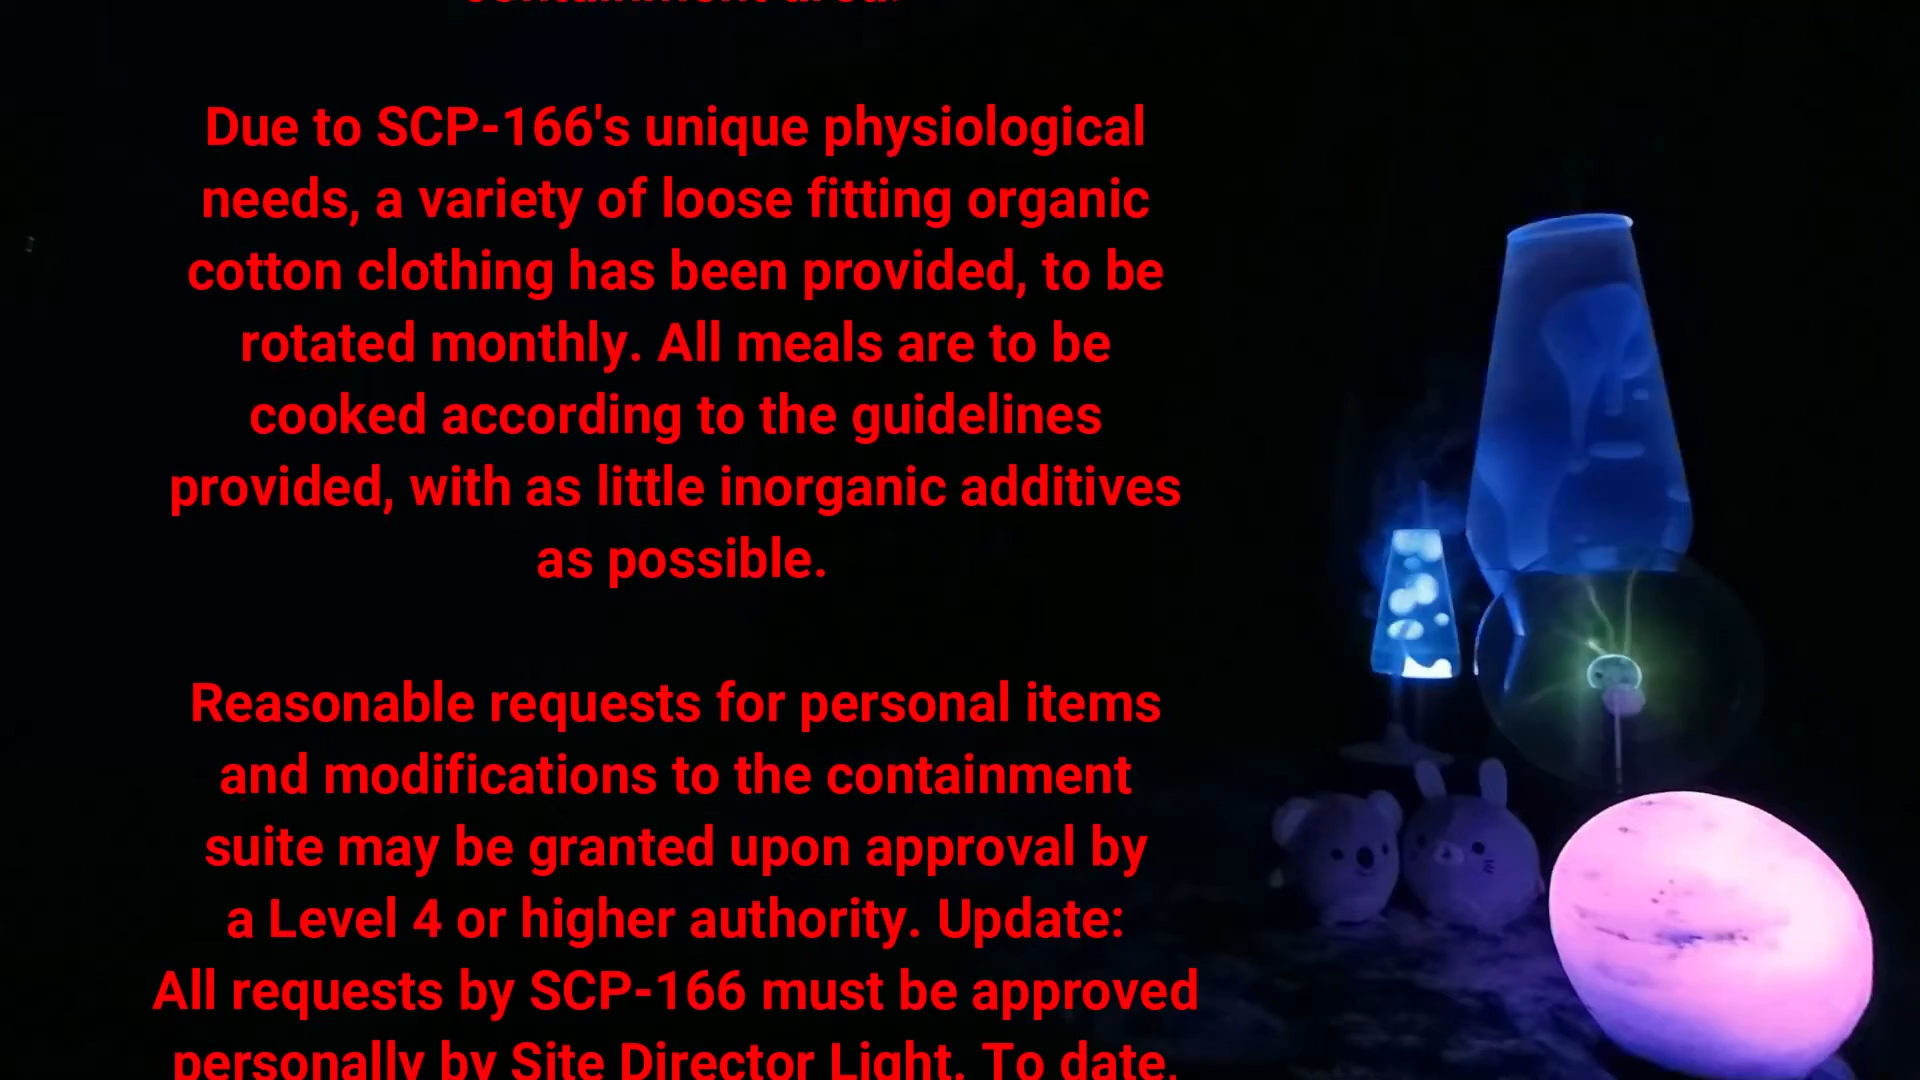 containment area.
Due to SCP-166's unique physiological
needs, a variety of loose fitting organic
cotton clothing has been provided, to be
rotated monthly. All meals are to be
cooked according to the guidelines
provided, with as little inorganic additives
as possible.
Reasonable requests for personal items
and modifications to the containment
suite may be granted upon approval by
a Level 4 or higher authority. Update:
All requests by SCP-166 must be approved
personally by Site Director Light. To date,